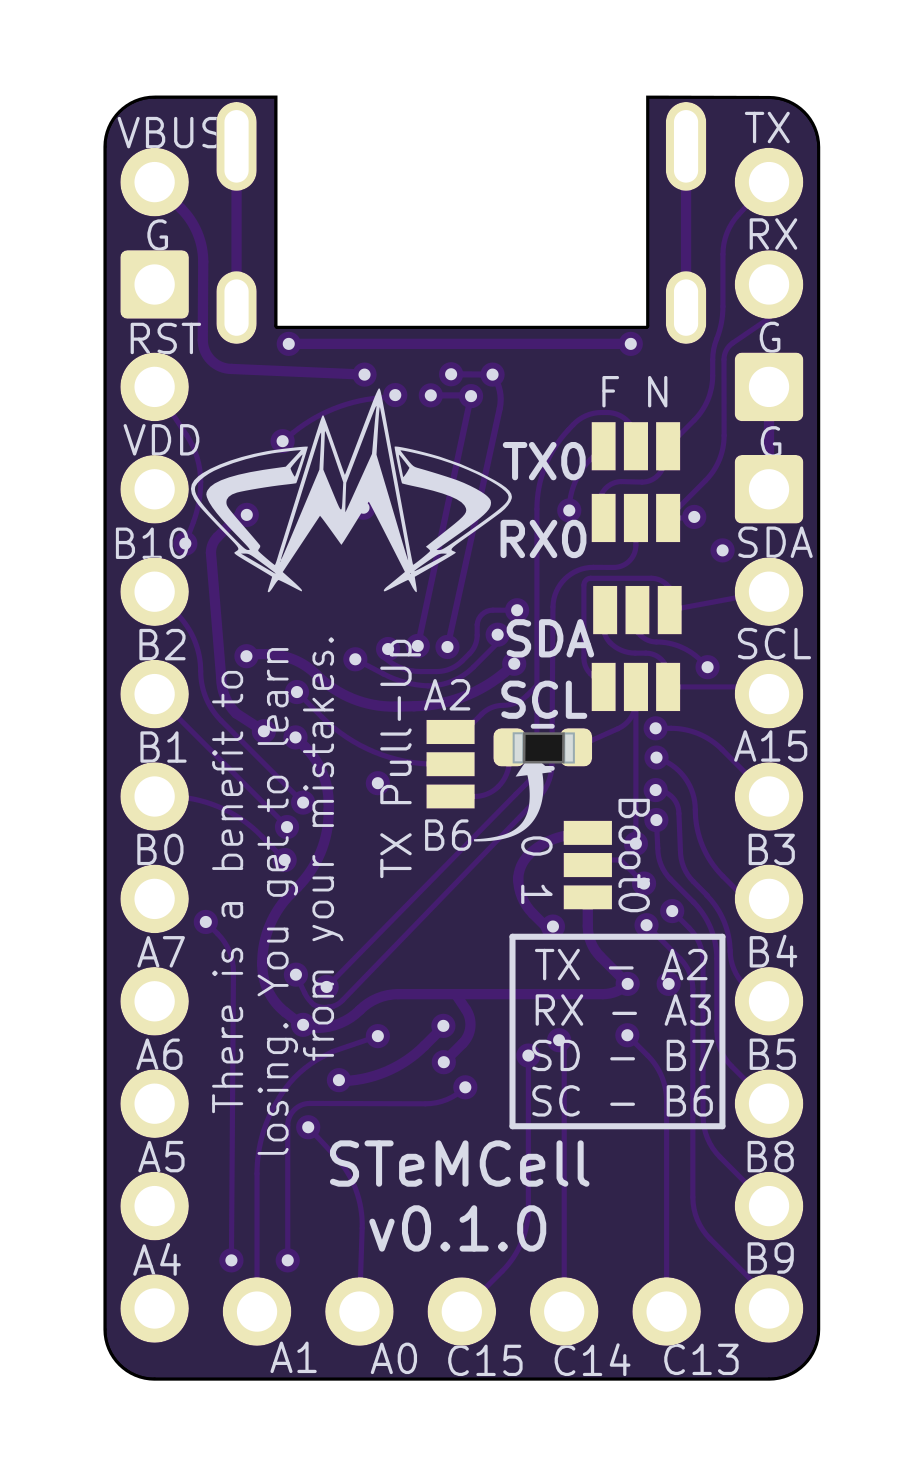 VBUS
TX
G
RX
RST
G
F N
VDD
G
TX0
B10
RX0
SDA
B2
SDA
SCL
A2
SCL
B1
A15
TX Pull-Up
B6
Boot0
0 1
B0
B3
There is a benefit to
losing. You get to learn
from your mistakes.
A7
B4
TX - A2
RX - A3
SD - B7
SC - B6
A6
B5
A5
B8
STeMCell
v0.1.0
A4
B9
A1
A0
C15
C14
C13